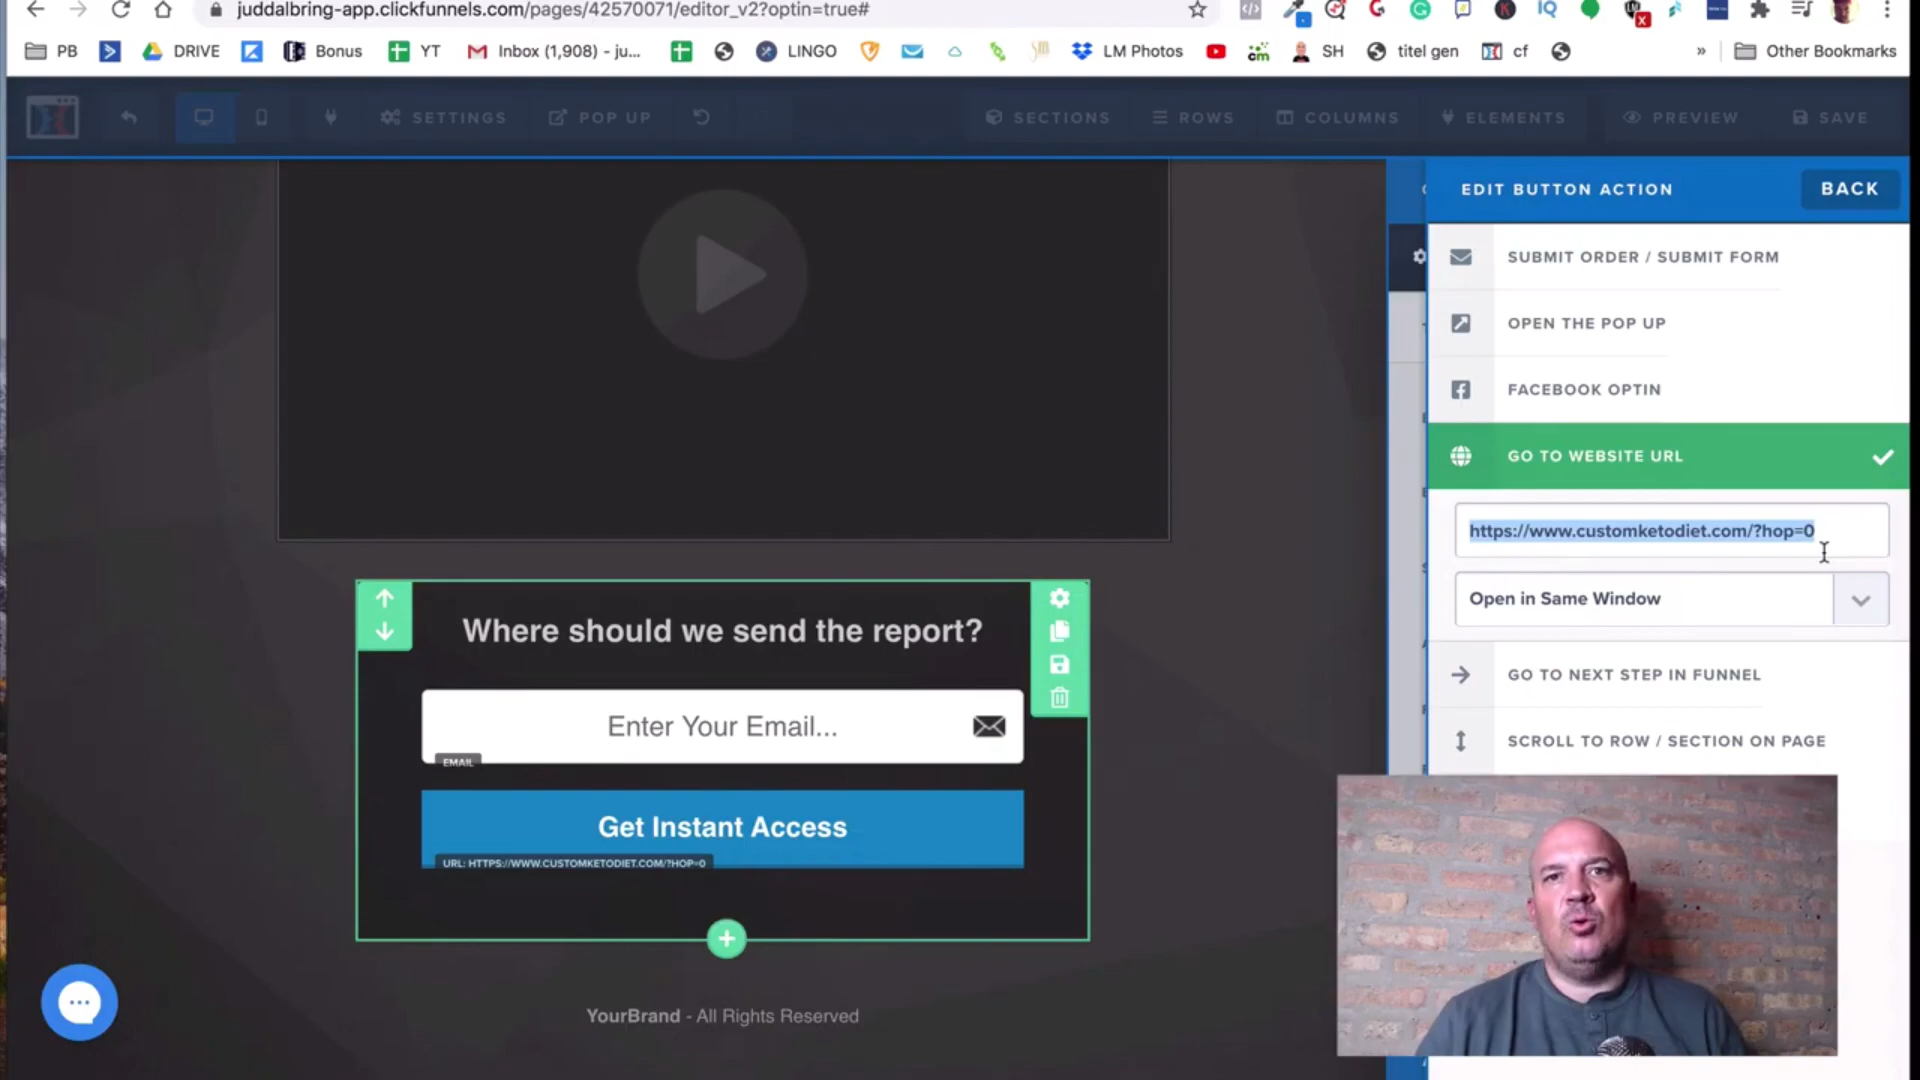 juddalbring-app.clickfunnels.com/pages/42570071/editor_v2?optin=true#
PB DRIVE Bonus YT Inbox (1,908) - ju... LINGO LM Photos SH titel gen cf » Other Bookmarks
SETTINGS POP UP SECTIONS ROWS COLUMNS ELEMENTS PREVIEW SAVE
EDIT BUTTON ACTION BACK
SUBMIT ORDER / SUBMIT FORM
OPEN THE POP UP
FACEBOOK OPTIN
GO TO WEBSITE URL
https://www.customketodiet.com/?hop=0
Open in Same Window
GO TO NEXT STEP IN FUNNEL
SCROLL TO ROW / SECTION ON PAGE
Where should we send the report?
Enter Your Email...
EMAIL
Get Instant Access
URL: HTTPS://WWW.CUSTOMKETODIET.COM/?HOP=0
YourBrand - All Rights Reserved